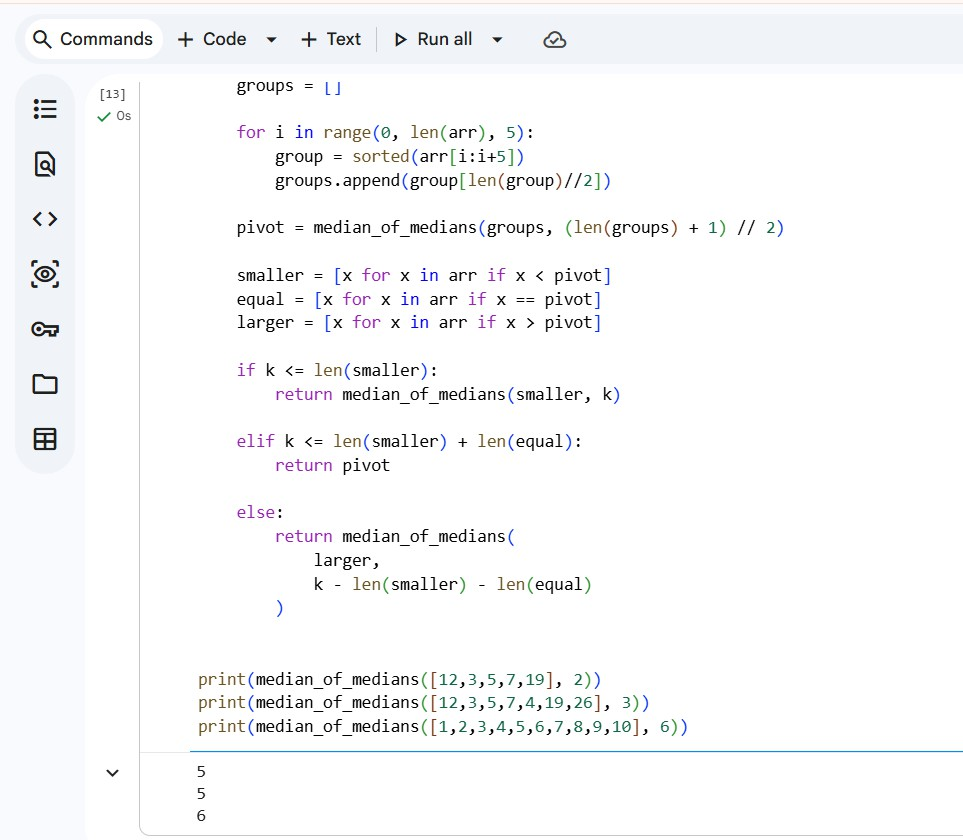 Commands + Code + Text Run all
[13]
0s
groups = []
for i in range(0, len(arr), 5):
group = sorted(arr[i:i+5])
groups.append(group[len(group)//2])
pivot = median_of_medians(groups, (len(groups) + 1) // 2)
smaller = [x for x in arr if x < pivot]
equal = [x for x in arr if x == pivot]
larger = [x for x in arr if x > pivot]
if k <= len(smaller):
return median_of_medians(smaller, k)
elif k <= len(smaller) + len(equal):
return pivot
else:
return median_of_medians(
larger,
k - len(smaller) - len(equal)
)
print(median_of_medians([12,3,5,7,19], 2))
print(median_of_medians([12,3,5,7,4,19,26], 3))
print(median_of_medians([1,2,3,4,5,6,7,8,9,10], 6))
5
5
6